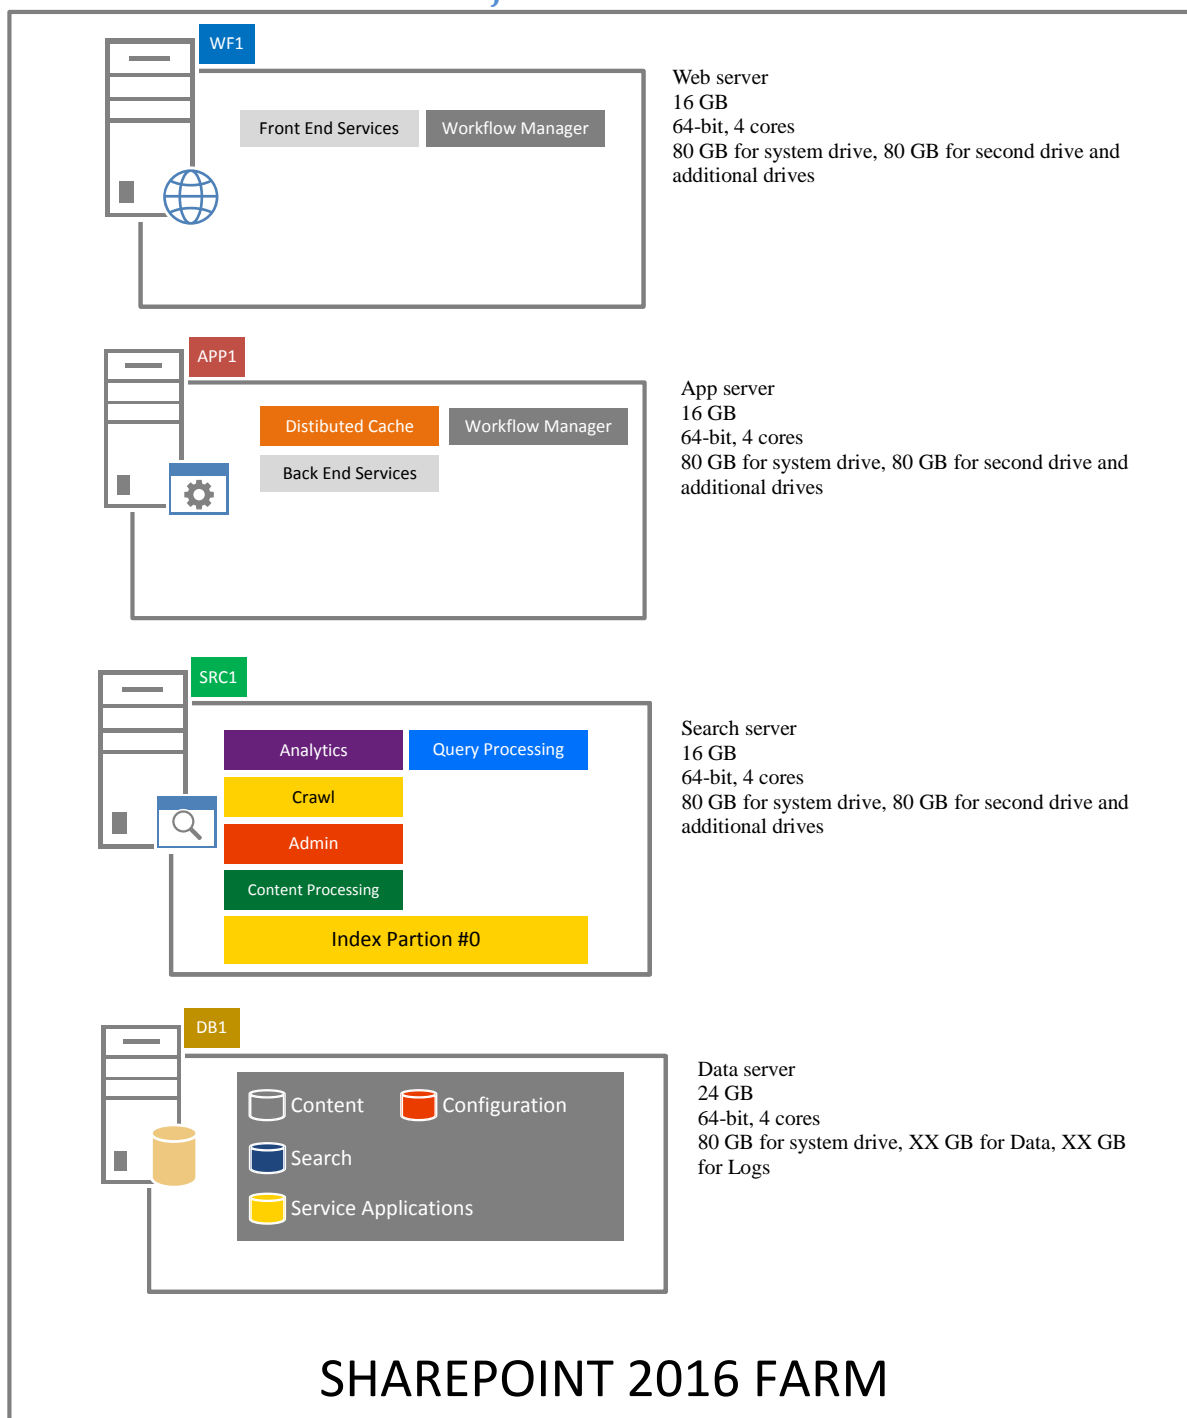 WF1
Front End Services
Workflow Manager
Web server
16 GB
64-bit, 4 cores
80 GB for system drive, 80 GB for second drive and
additional drives
APP1
Distibuted Cache
Workflow Manager
Back End Services
App server
16 GB
64-bit, 4 cores
80 GB for system drive, 80 GB for second drive and
additional drives
SRC1
Analytics
Query Processing
Crawl
Admin
Content Processing
Index Partion #0
Search server
16 GB
64-bit, 4 cores
80 GB for system drive, 80 GB for second drive and
additional drives
DB1
Content
Configuration
Search
Service Applications
Data server
24 GB
64-bit, 4 cores
80 GB for system drive, XX GB for Data, XX GB
for Logs
SHAREPOINT 2016 FARM